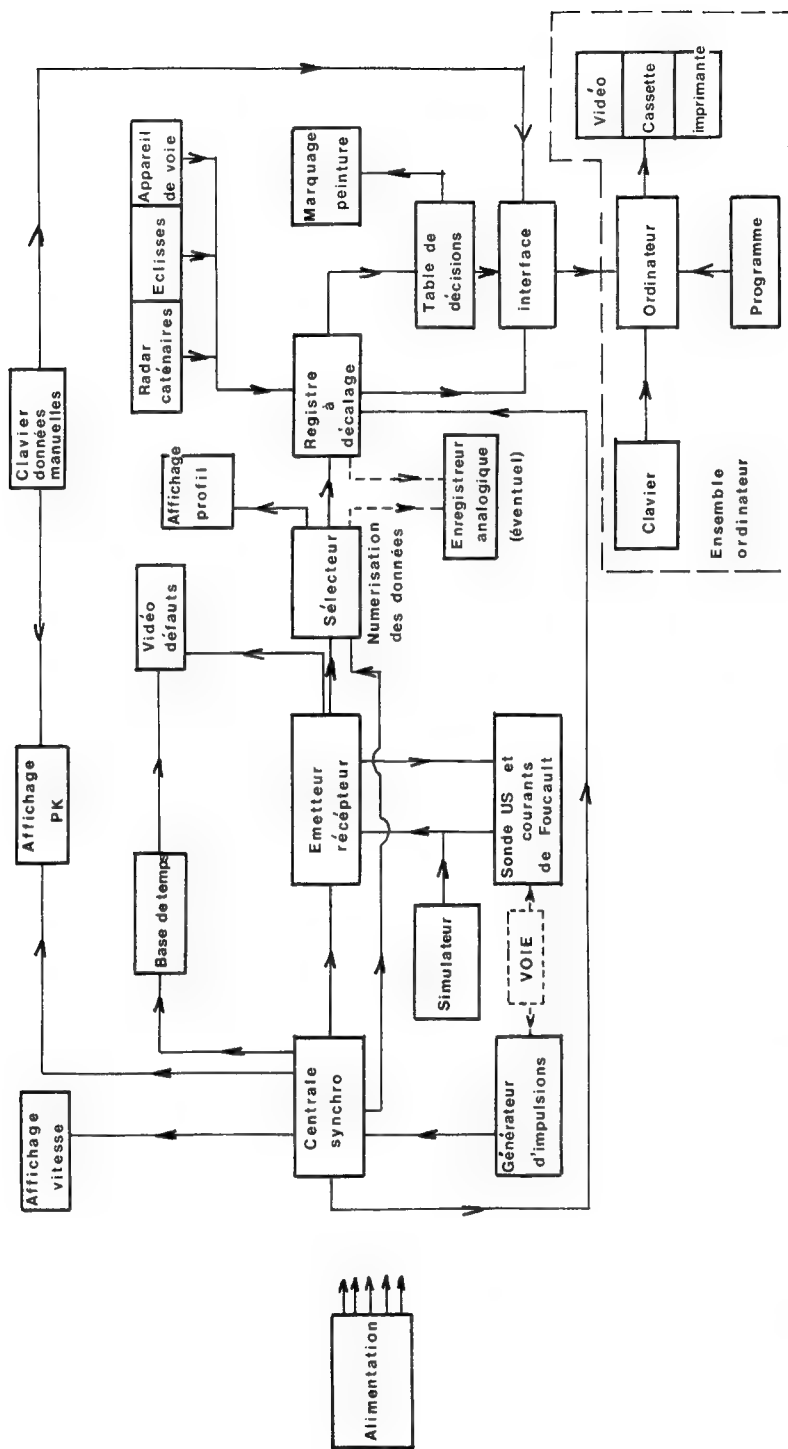 Alimentation
Affichage
vitesse
Affichage
PK
Clavier
données
manuelles
Base de temps
Vidéo
défauts
Affichage
profil
Radar
caténaires
Eclisses
Appareil
de voie
Centrale
synchro
Emetteur
récépteur
Sélecteur
Registre
à
décalage
Marquage
peinture
Table de
décisions
interface
Numerisation
des données
Enregistreur
analogique
(éventuel)
Simulateur
Générateur
d'impulsions
VOIE
Sonde US et
courants
de Foucault
Clavier
Ordinateur
Programme
Vidéo
Cassette
imprimante
Ensemble
ordinateur